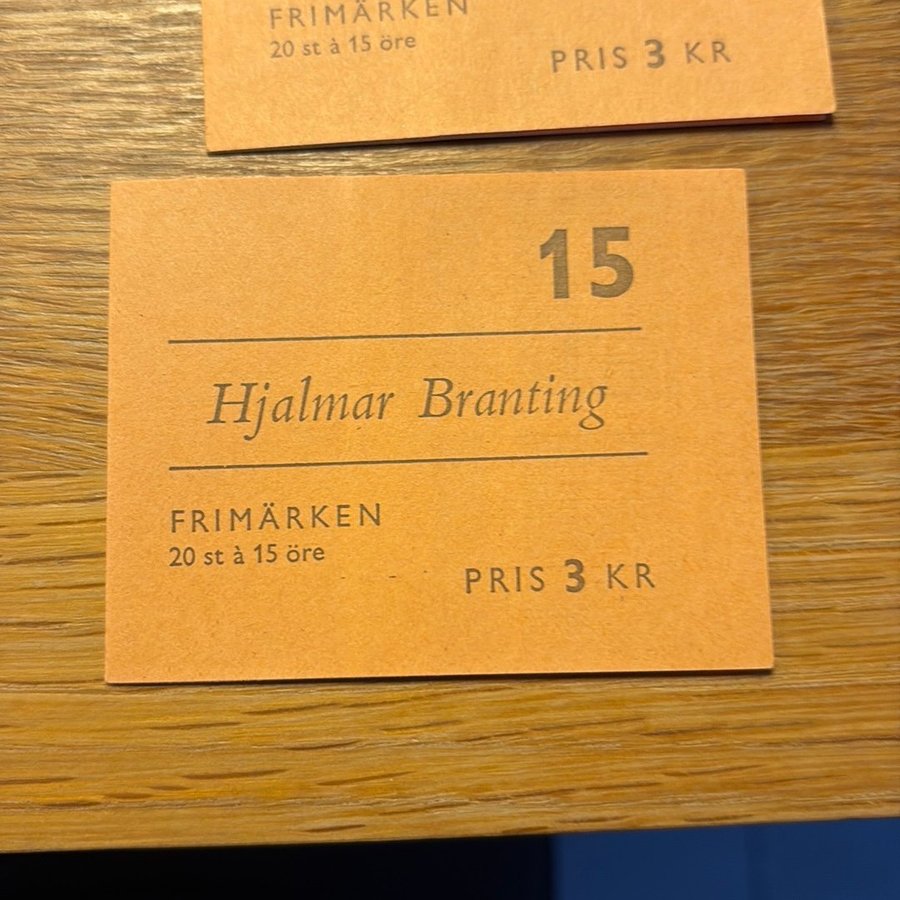 FRIMÄRKEN
20 st à 15 öre
PRIS 3 KR
15
Hjalmar Branting
FRIMÄRKEN
20 st à 15 öre
PRIS 3 KR